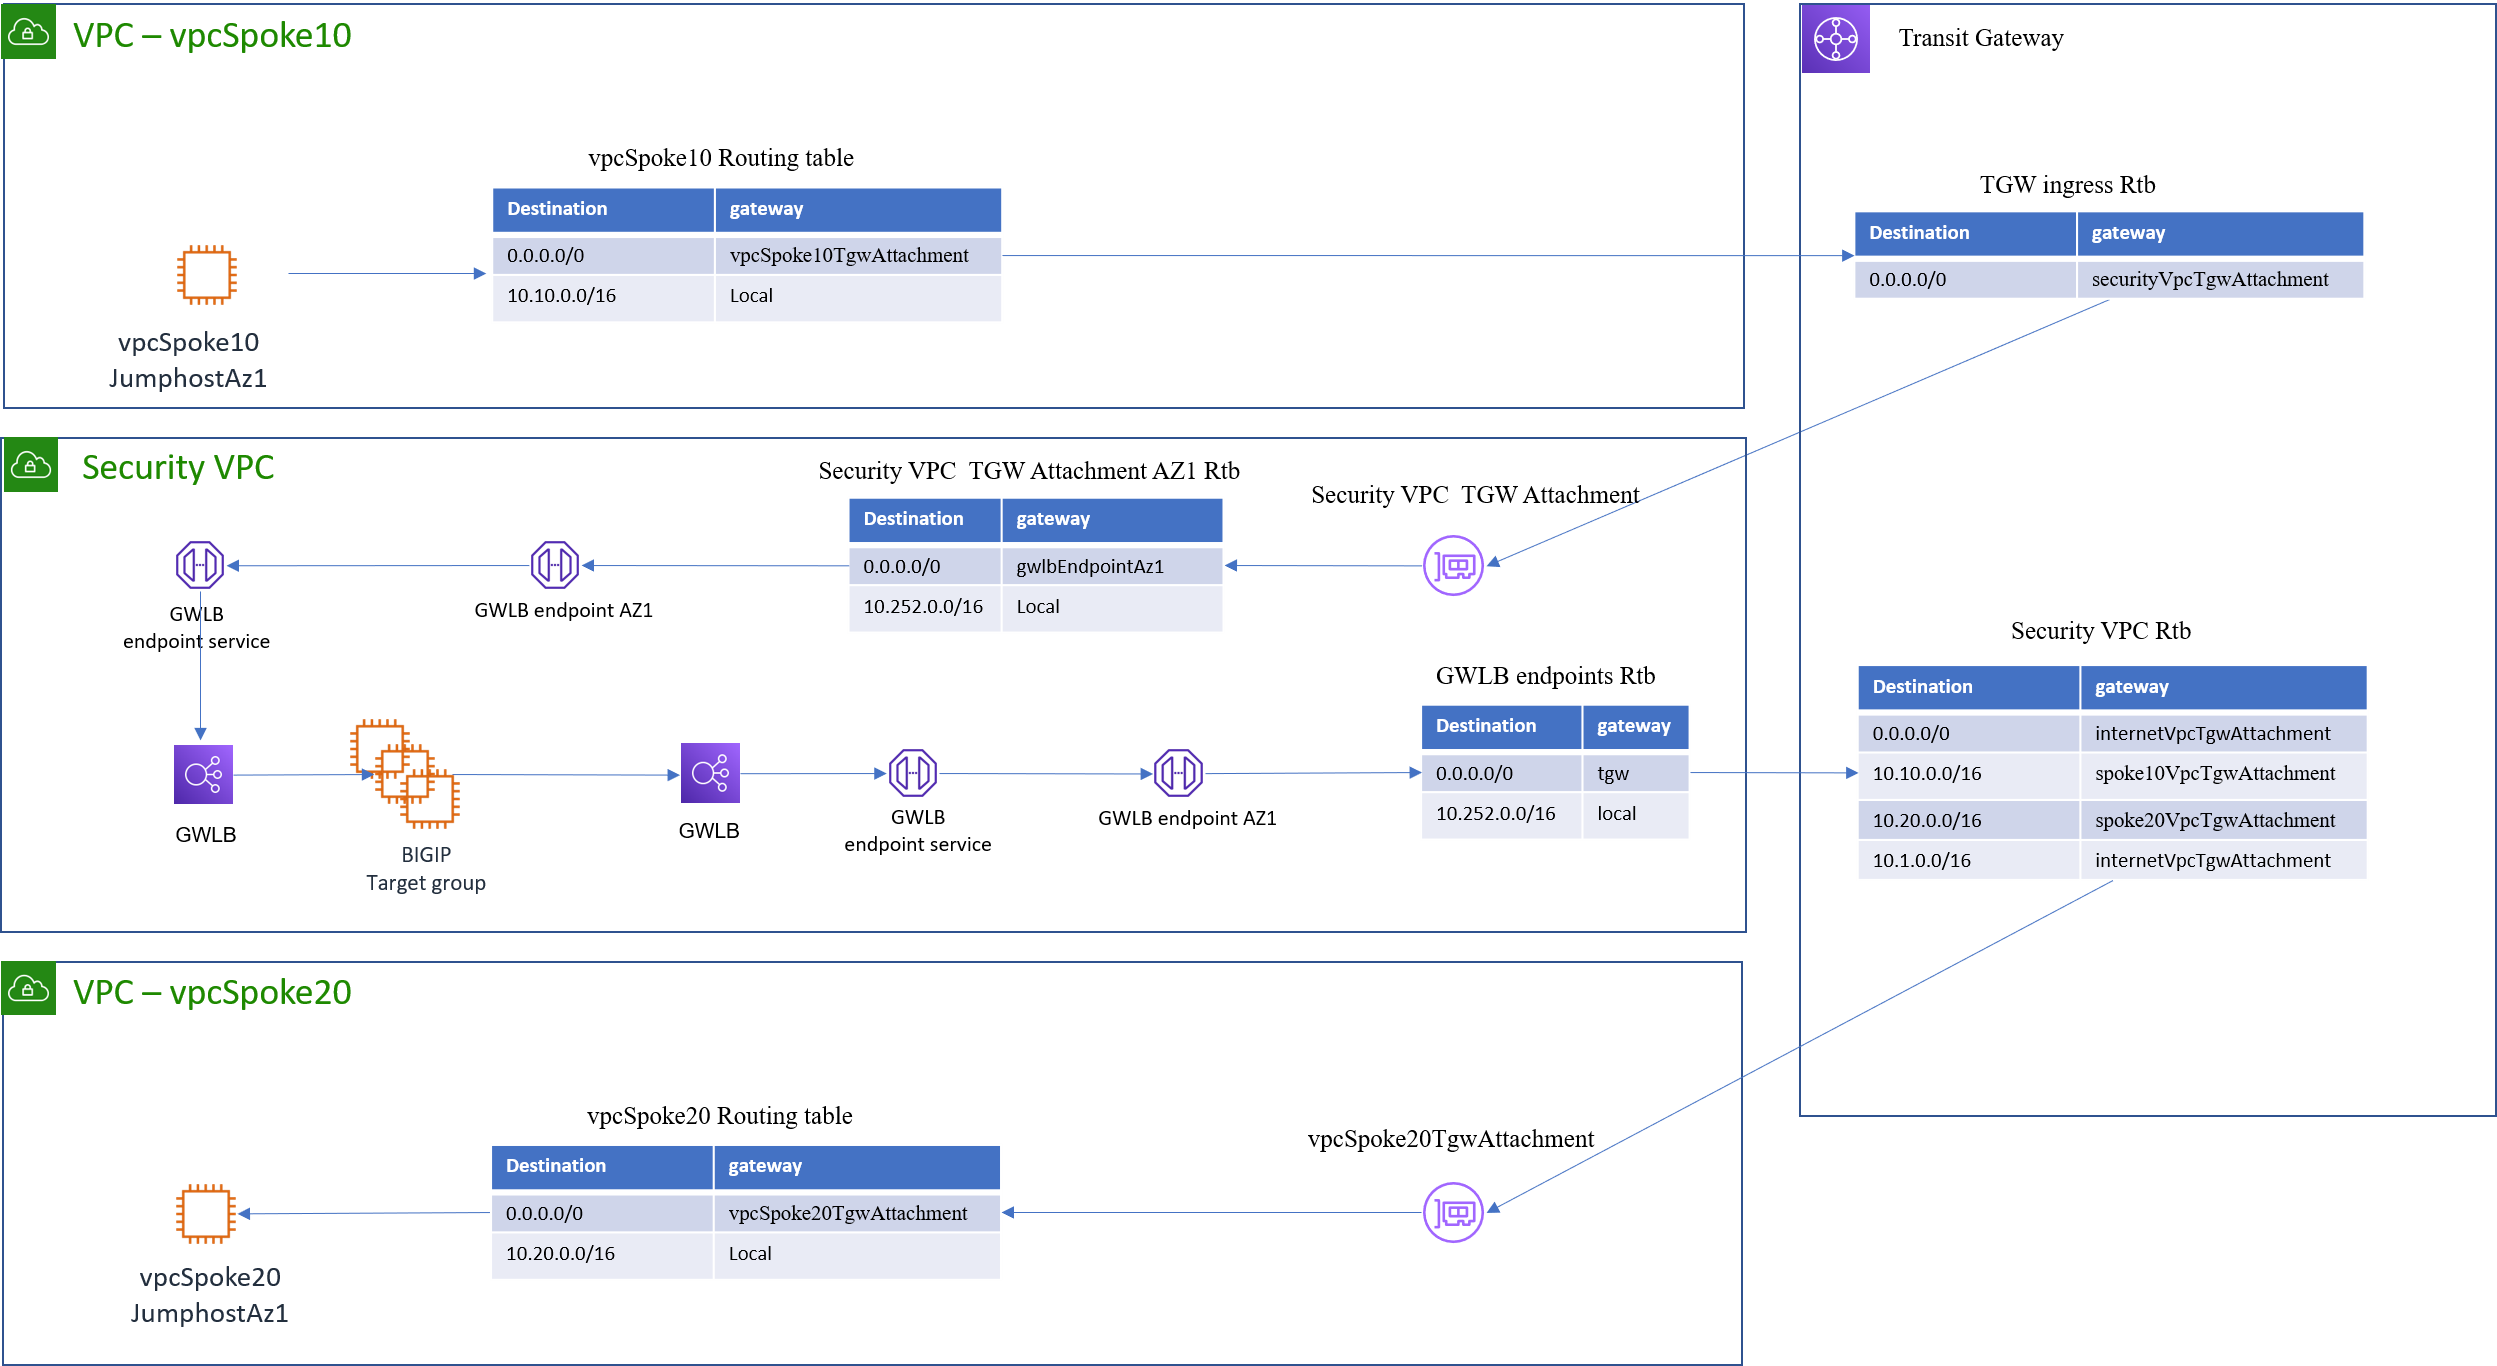 VPC – vpcSpoke10
Transit Gateway
vpcSpoke10 Routing table
Destination gateway
0.0.0.0/0 vpcSpoke10TgwAttachment
10.10.0.0/16 Local
vpcSpoke10
JumphostAz1
TGW ingress Rtb
Destination gateway
0.0.0.0/0 securityVpcTgwAttachment
Security VPC
Security VPC TGW Attachment AZ1 Rtb
Destination gateway
0.0.0.0/0 gwlbEndpointAz1
10.252.0.0/16 Local
Security VPC TGW Attachment
GWLB
endpoint service
GWLB endpoint AZ1
GWLB
BIGIP
Target group
GWLB
GWLB
endpoint service
GWLB endpoint AZ1
GWLB endpoints Rtb
Destination gateway
0.0.0.0/0 tgw
10.252.0.0/16 local
Security VPC Rtb
Destination gateway
0.0.0.0/0 internetVpcTgwAttachment
10.10.0.0/16 spoke10VpcTgwAttachment
10.20.0.0/16 spoke20VpcTgwAttachment
10.1.0.0/16 internetVpcTgwAttachment
VPC – vpcSpoke20
vpcSpoke20 Routing table
Destination gateway
0.0.0.0/0 vpcSpoke20TgwAttachment
10.20.0.0/16 Local
vpcSpoke20TgwAttachment
vpcSpoke20
JumphostAz1